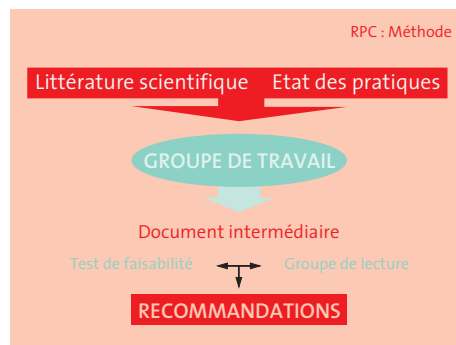 RPC : Méthode
Littérature scientifique Etat des pratiques
GROUPE DE TRAVAIL
Document intermédiaire
Test de faisabilité Groupe de lecture
RECOMMANDATIONS